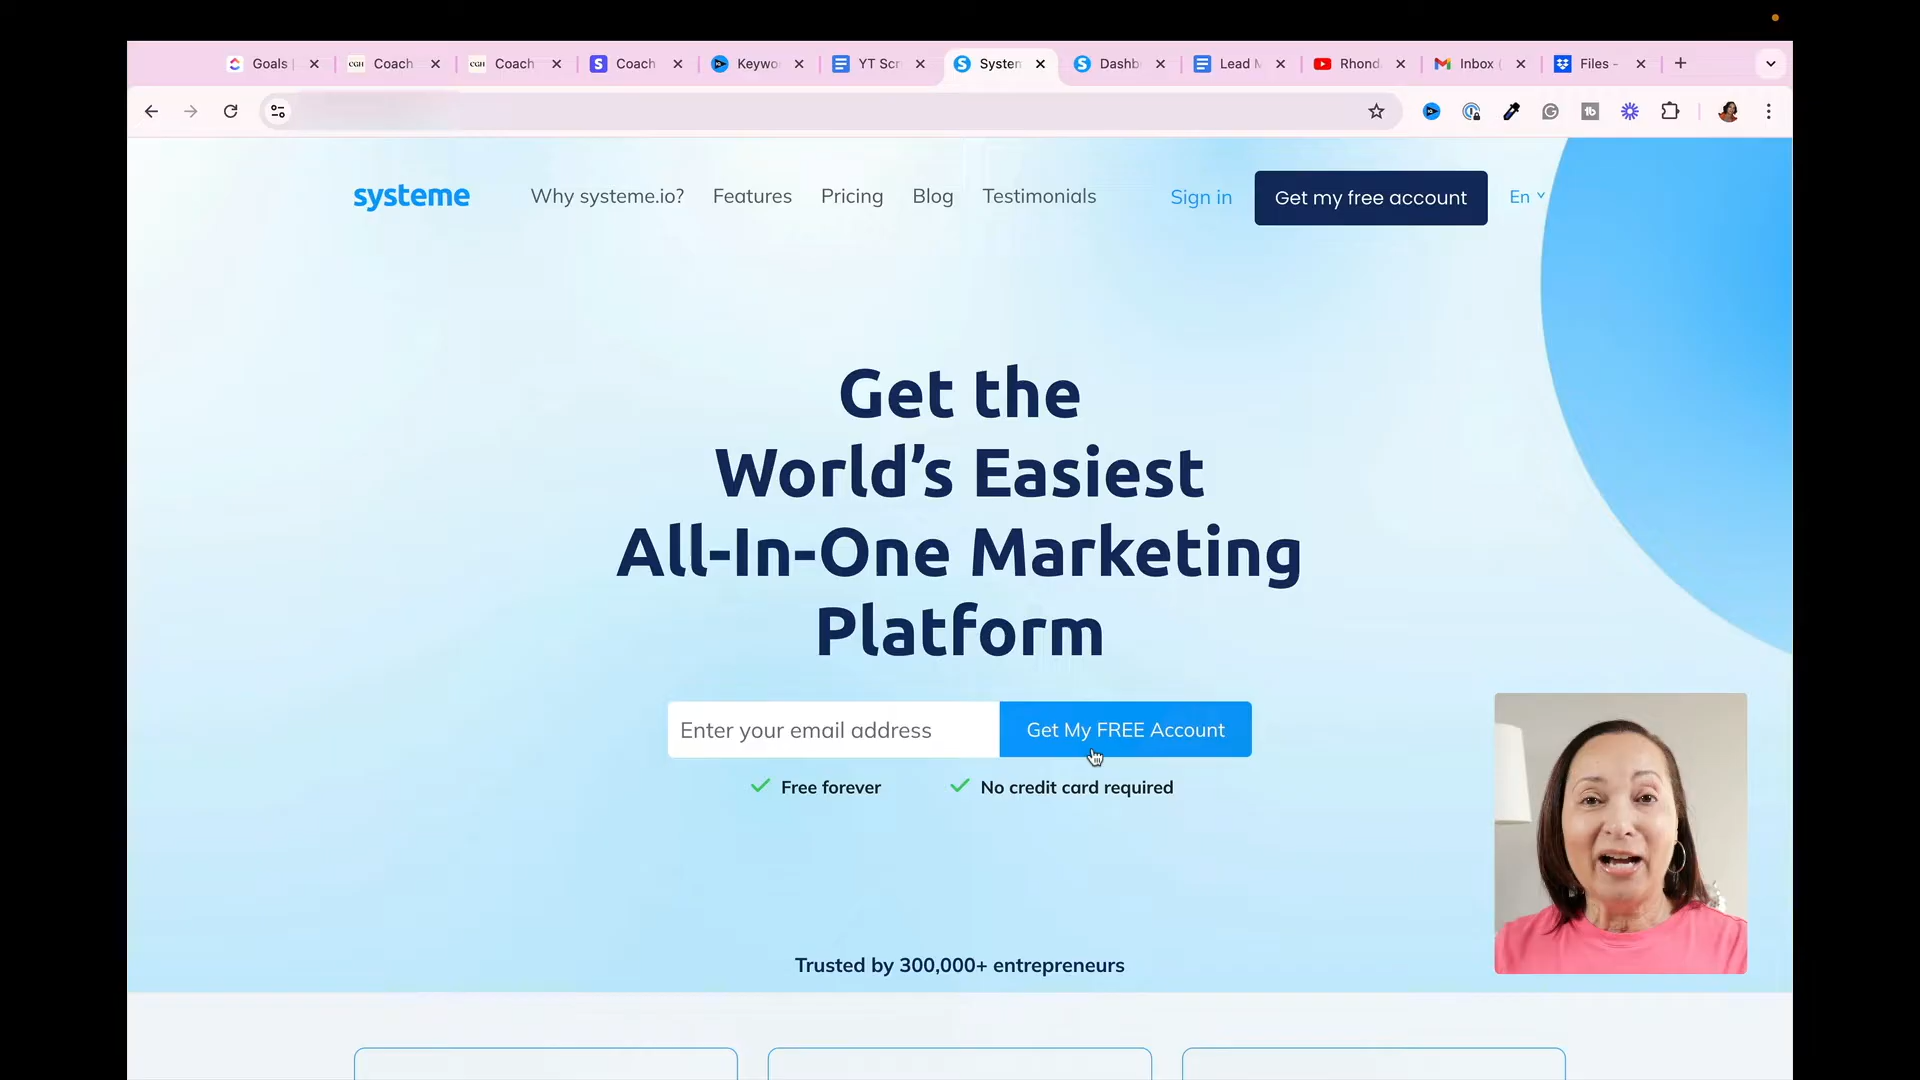 Goals
Coach
Coach
Coach
Keywo
YT Scr
System
Dashb
Lead M
Rhond
Inbox (
Files -
systeme
Why systeme.io?
Features
Pricing
Blog
Testimonials
Sign in
Get my free account
En
Get the
World’s Easiest
All-In-One Marketing
Platform
Enter your email address
Get My FREE Account
Free forever
No credit card required
Trusted by 300,000+ entrepreneurs